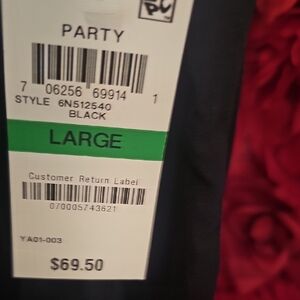 PARTY
7 06256 69914 1
STYLE 6N512540
BLACK
LARGE
Customer Return Label
070005743621
YA01-003
$69.50